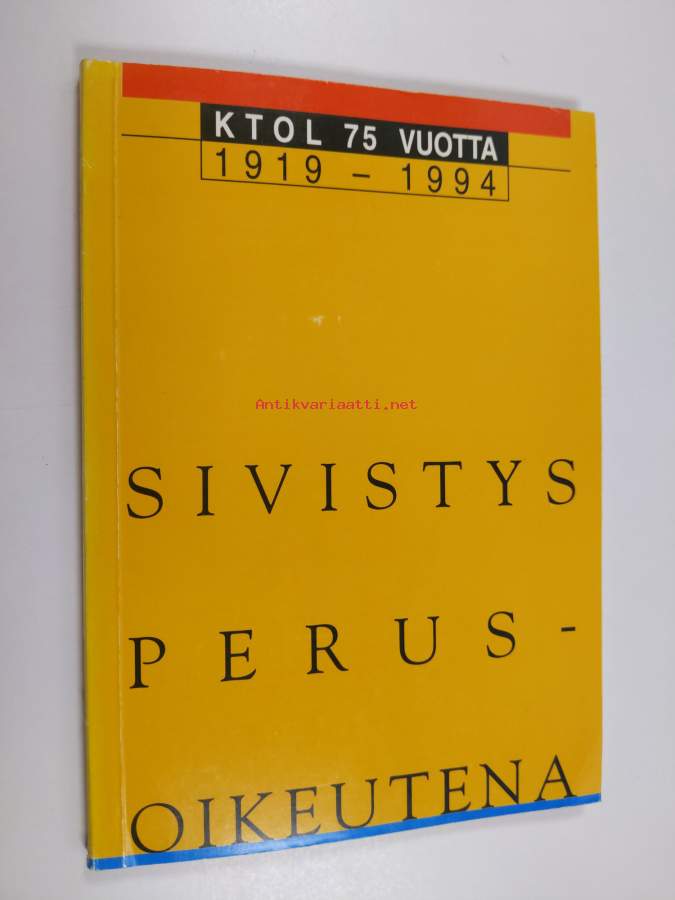 KTOL 75 VUOTTA
1919 – 1994
Antikvariaatti.net
SIVISTYS
PERUS-
OIKEUTENA